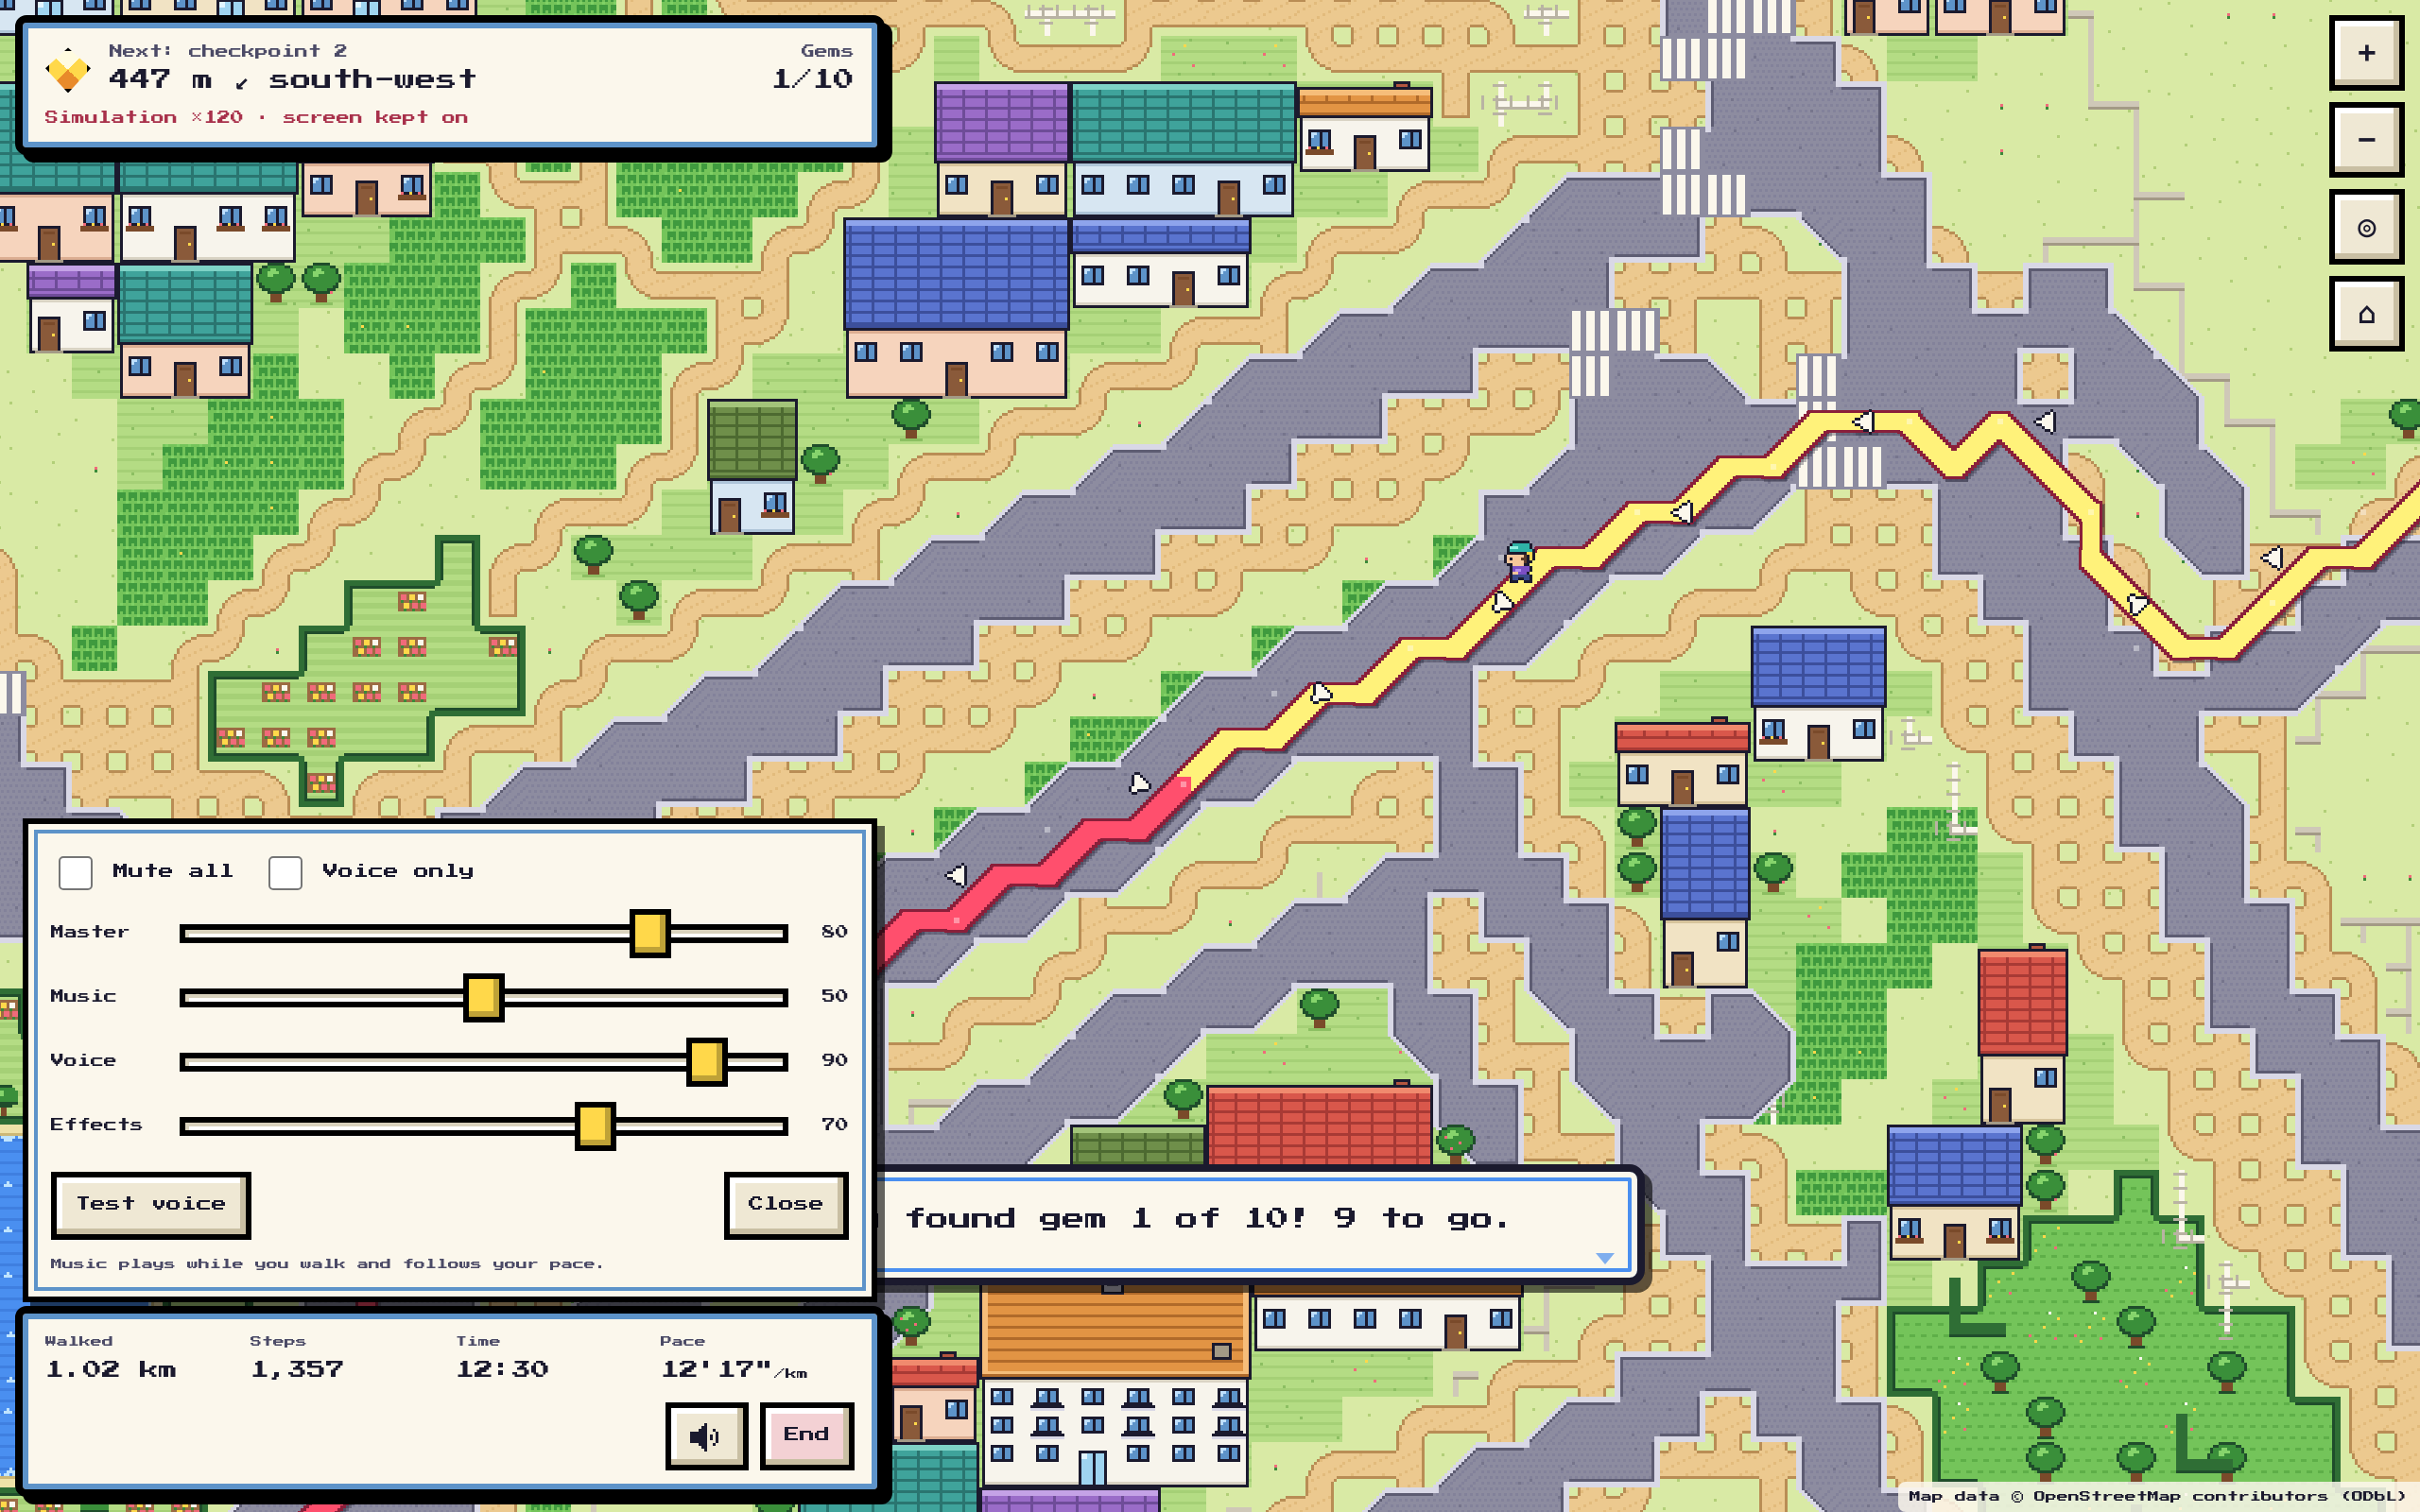 Next: checkpoint 2
447 m ↙ south-west
Gems
1/10
Simulation ×120 · screen kept on
+
−
◎
⌂
Mute all
Voice only
Master 80
Music 50
Voice 90
Effects 70
Test voice
Close
Music plays while you walk and follows your pace.
found gem 1 of 10! 9 to go.
Walked
1.02 km
Steps
1,357
Time
12:30
Pace
12'17"/km
End
Map data © OpenStreetMap contributors (ODbL)